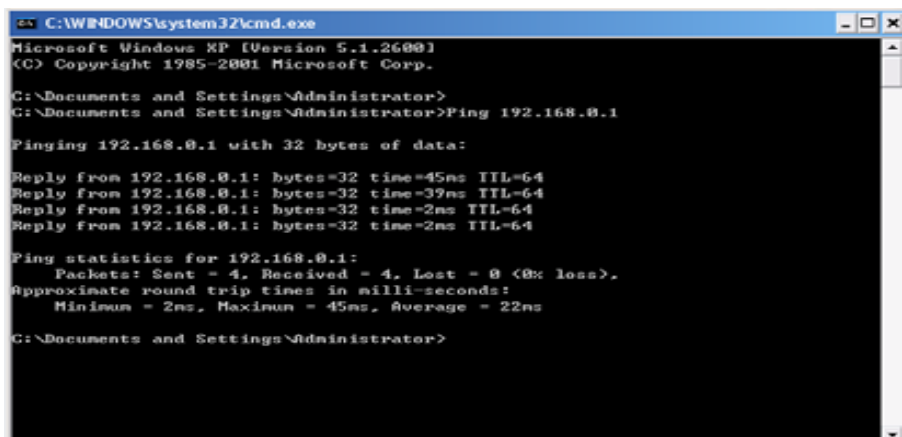 C:\WINDOWS\system32\cmd.exe
Microsoft Windows XP [Version 5.1.2600]
(C) Copyright 1985-2001 Microsoft Corp.
C:\Documents and Settings\Administrator>
C:\Documents and Settings\Administrator>Ping 192.168.0.1
Pinging 192.168.0.1 with 32 bytes of data:
Reply from 192.168.0.1: bytes=32 time=45ms TTL=64
Reply from 192.168.0.1: bytes=32 time=39ms TTL=64
Reply from 192.168.0.1: bytes=32 time=2ms TTL=64
Reply from 192.168.0.1: bytes=32 time=2ms TTL=64
Ping statistics for 192.168.0.1:
Packets: Sent = 4, Received = 4, Lost = 0 (0% loss),
Approximate round trip times in milli-seconds:
Minimum = 2ms, Maximum = 45ms, Average = 22ms
C:\Documents and Settings\Administrator>